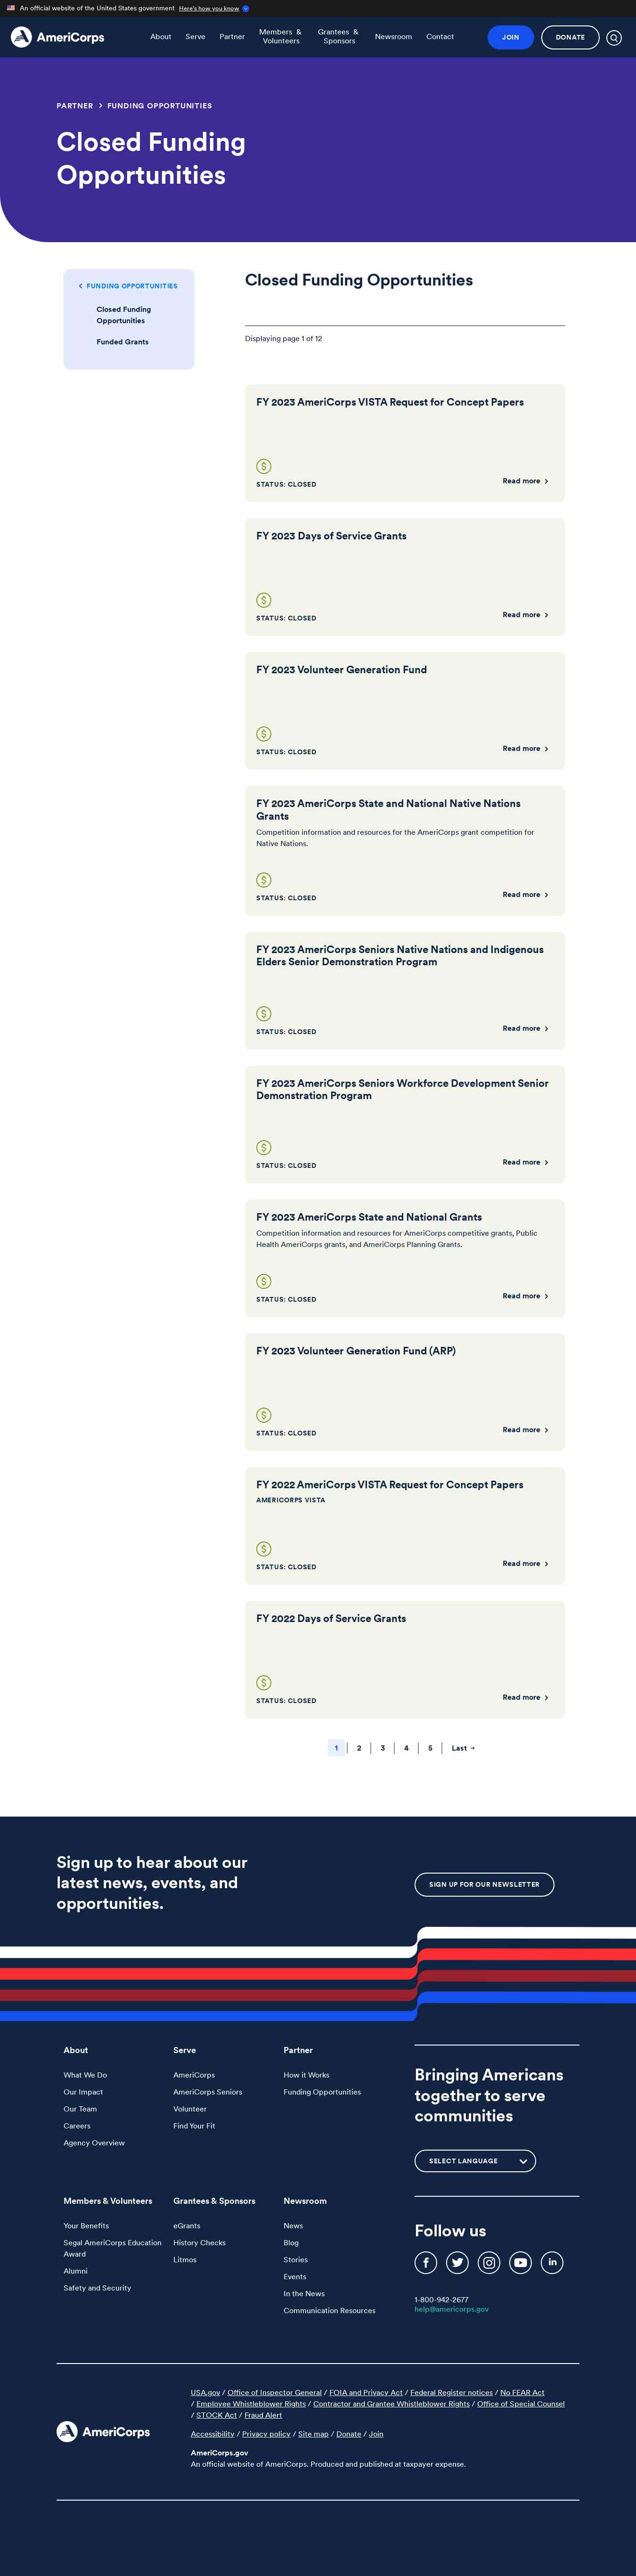 An official website of the United States government Here's how you know
AmeriCorps
About
Serve
Partner
Members &
Volunteers
Grantees &
Sponsors
Newsroom
Contact
JOIN
DONATE
PARTNER > FUNDING OPPORTUNITIES
Closed Funding
Opportunities
FUNDING OPPORTUNITIES
Closed Funding
Opportunities
Funded Grants
Closed Funding Opportunities
Displaying page 1 of 12
FY 2023 AmeriCorps VISTA Request for Concept Papers
STATUS: CLOSED
Read more
FY 2023 Days of Service Grants
STATUS: CLOSED
Read more
FY 2023 Volunteer Generation Fund
STATUS: CLOSED
Read more
FY 2023 AmeriCorps State and National Native Nations
Grants
Competition information and resources for the AmeriCorps grant competition for
Native Nations.
STATUS: CLOSED
Read more
FY 2023 AmeriCorps Seniors Native Nations and Indigenous
Elders Senior Demonstration Program
STATUS: CLOSED
Read more
FY 2023 AmeriCorps Seniors Workforce Development Senior
Demonstration Program
STATUS: CLOSED
Read more
FY 2023 AmeriCorps State and National Grants
Competition information and resources for AmeriCorps competitive grants, Public
Health AmeriCorps grants, and AmeriCorps Planning Grants.
STATUS: CLOSED
Read more
FY 2023 Volunteer Generation Fund (ARP)
STATUS: CLOSED
Read more
FY 2022 AmeriCorps VISTA Request for Concept Papers
AMERICORPS VISTA
STATUS: CLOSED
Read more
FY 2022 Days of Service Grants
STATUS: CLOSED
Read more
1 2 3 4 5 Last →
Sign up to hear about our
latest news, events, and
opportunities.
SIGN UP FOR OUR NEWSLETTER
About
What We Do
Our Impact
Our Team
Careers
Agency Overview
Serve
AmeriCorps
AmeriCorps Seniors
Volunteer
Find Your Fit
Partner
How it Works
Funding Opportunities
Bringing Americans
together to serve
communities
SELECT LANGUAGE
Members & Volunteers
Your Benefits
Segal AmeriCorps Education
Award
Alumni
Safety and Security
Grantees & Sponsors
eGrants
History Checks
Litmos
Newsroom
News
Blog
Stories
Events
In the News
Communication Resources
Follow us
1-800-942-2677
help@americorps.gov
AmeriCorps
USA.gov / Office of Inspector General / FOIA and Privacy Act / Federal Register notices / No FEAR Act
/ Employee Whistleblower Rights / Contractor and Grantee Whistleblower Rights / Office of Special Counsel
/ STOCK Act / Fraud Alert
Accessibility / Privacy policy / Site map / Donate / Join
AmeriCorps.gov
An official website of AmeriCorps. Produced and published at taxpayer expense.